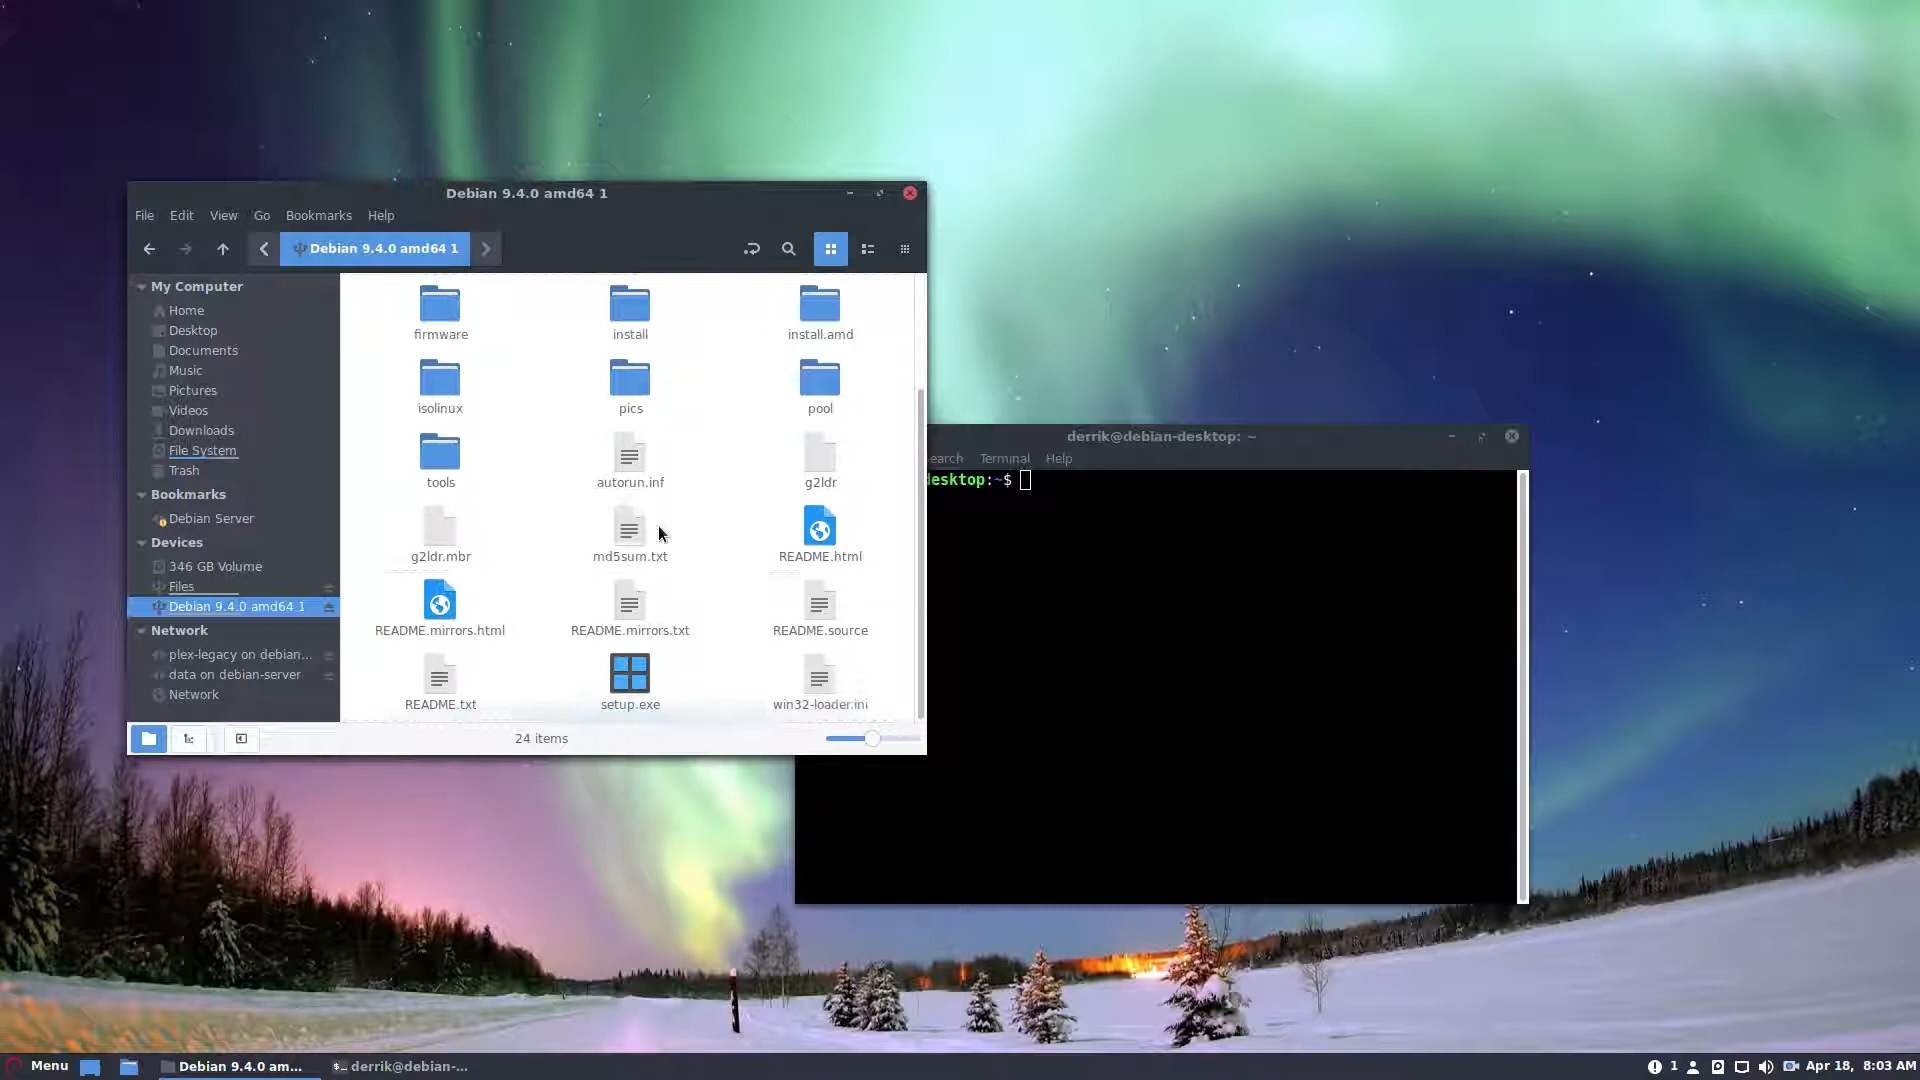 Debian 9.4.0 amd64 1
File Edit View Go Bookmarks Help
Debian 9.4.0 amd64 1
My Computer
Home
Desktop
Documents
Music
Pictures
Videos
Downloads
File System
Trash
Bookmarks
Debian Server
Devices
346 GB Volume
Files
Debian 9.4.0 amd64 1
Network
plex-legacy on debian...
data on debian-server
Network
firmware install install.amd
isolinux pics pool
tools autorun.inf g2ldr
g2ldr.mbr md5sum.txt README.html
README.mirrors.html README.mirrors.txt README.source
README.txt setup.exe win32-loader.ini
24 items
derrik@debian-desktop: ~
earch Terminal Help
desktop:~$
Menu Debian 9.4.0 am... derrik@debian-... 1 Apr 18, 8:03 AM